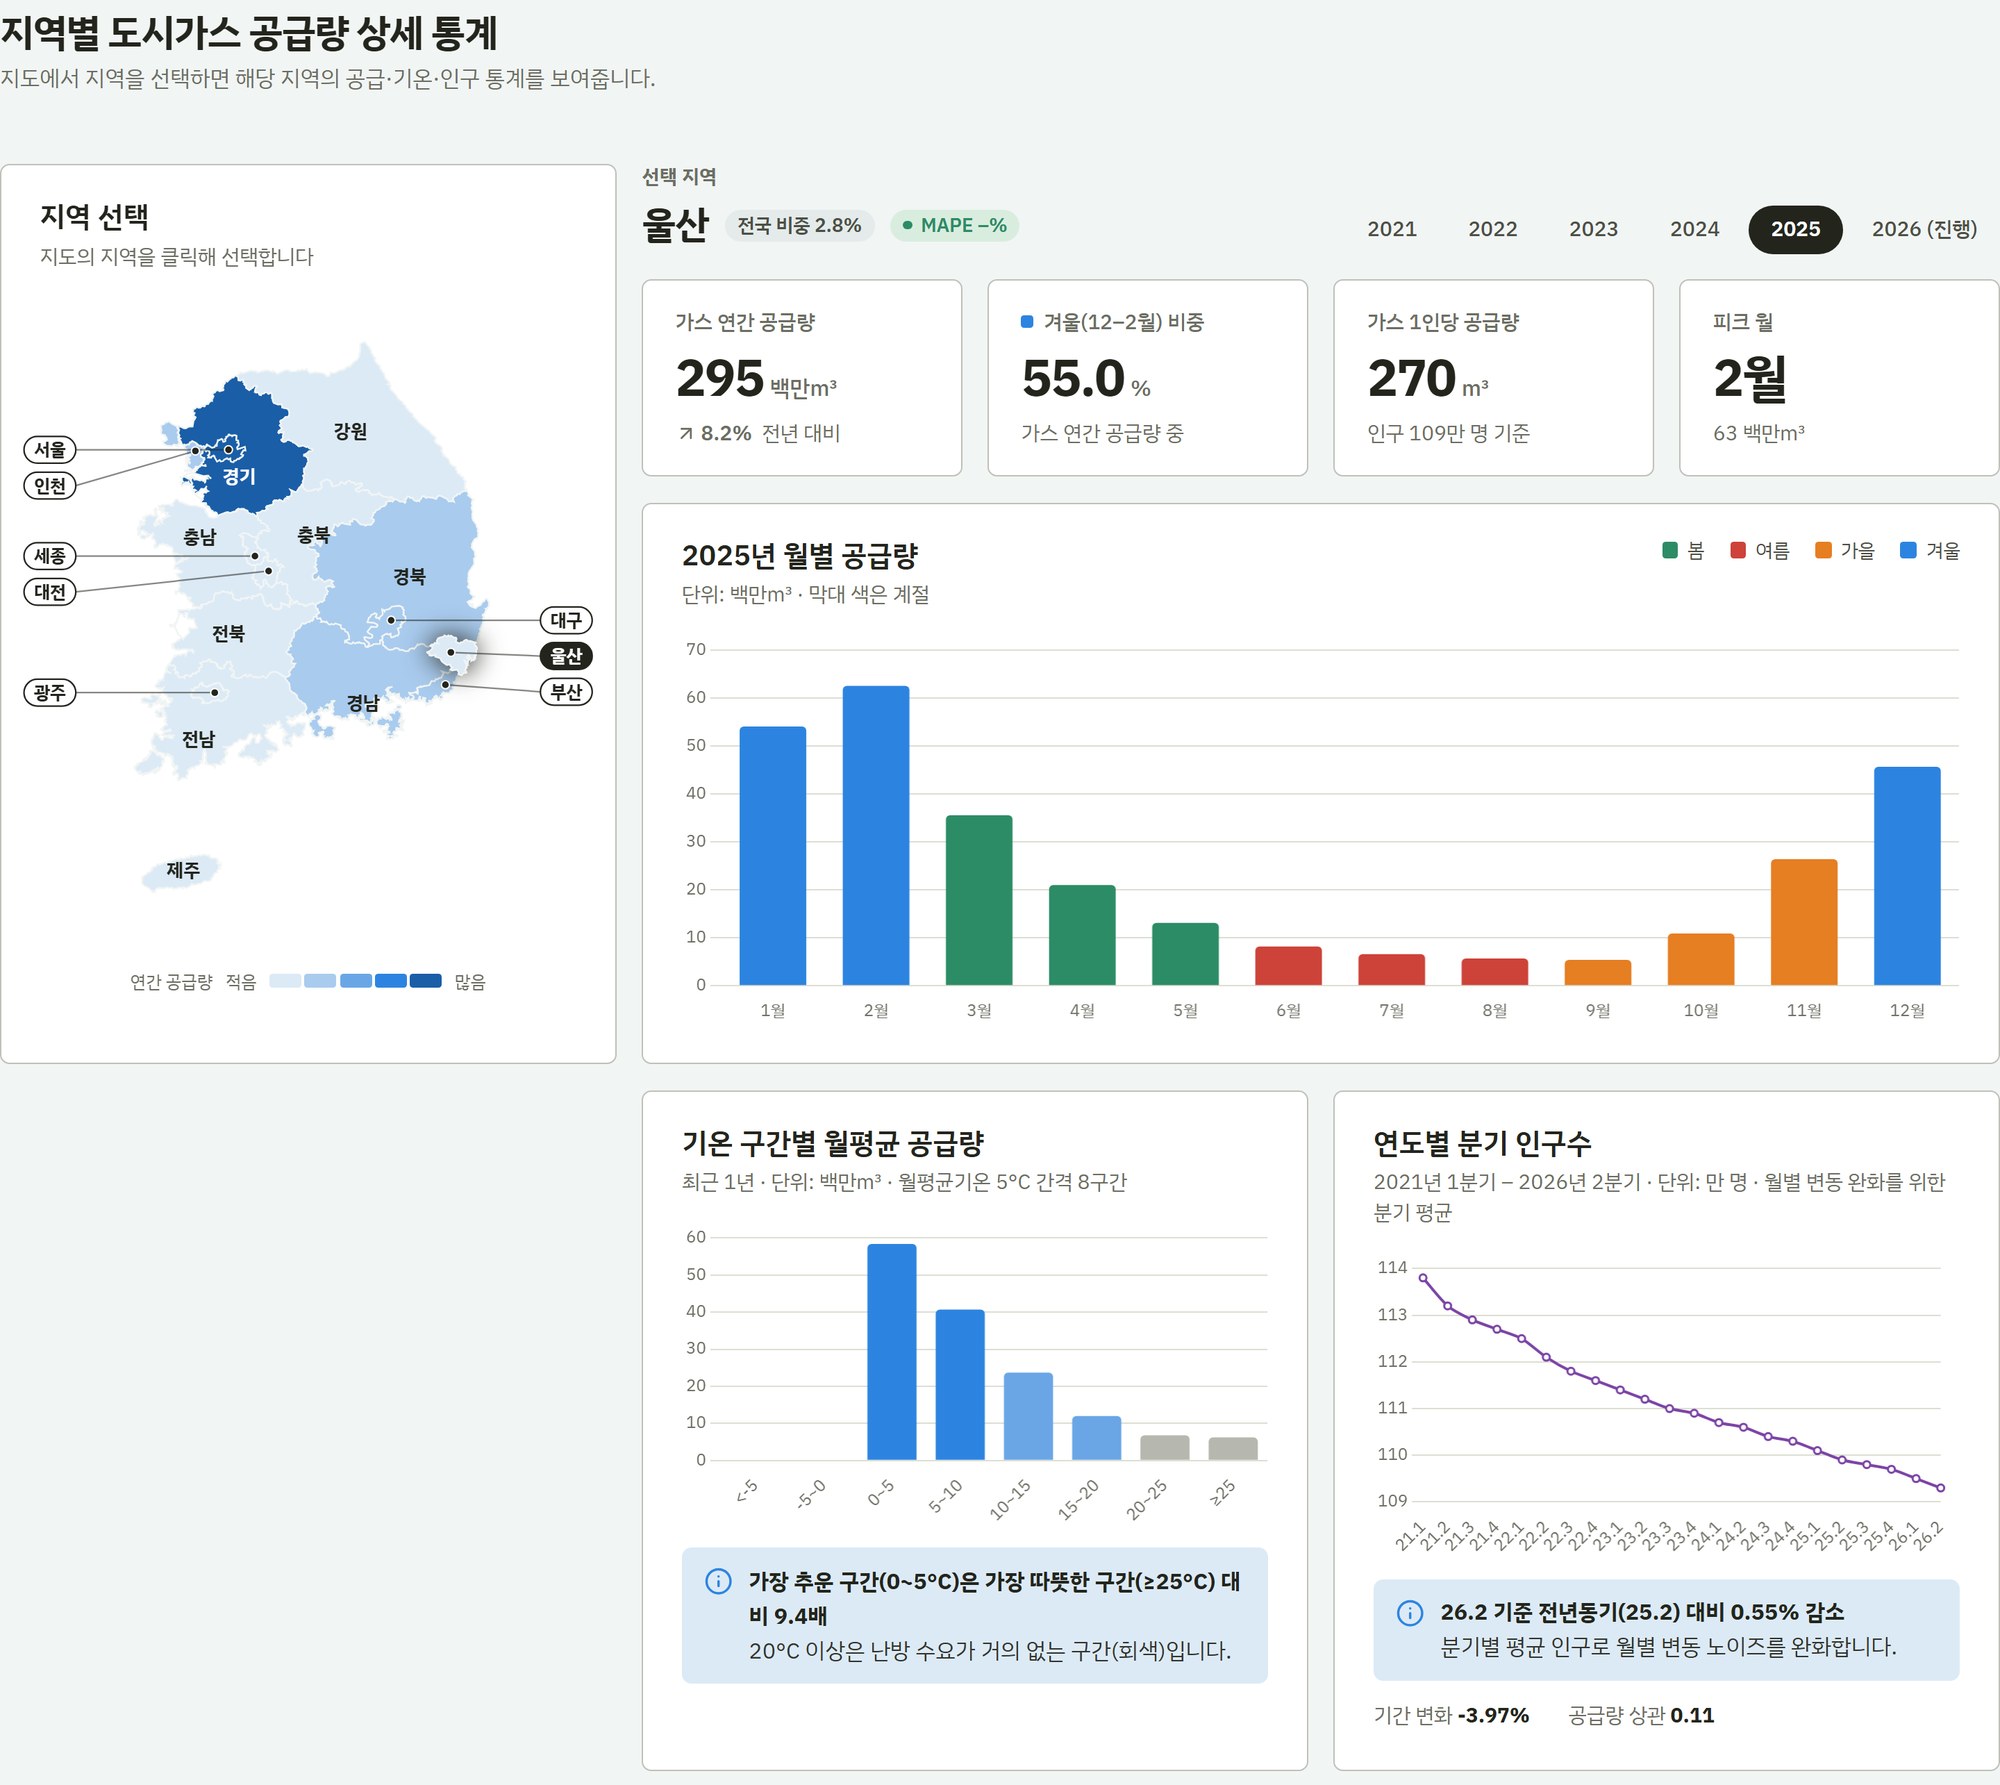 지역별 도시가스 공급량 상세 통계
지도에서 지역을 선택하면 해당 지역의 공급·기온·인구 통계를 보여줍니다.
지역 선택
지도의 지역을 클릭해 선택합니다
강원
서울
인천
경기
충남
충북
세종
대전
경북
대구
전북
울산
광주
부산
경남
전남
제주
연간 공급량 적음 많음
선택 지역
울산 전국 비중 2.8% MAPE –%
2021 2022 2023 2024 2025 2026 (진행)
가스 연간 공급량
295 백만m³
↗ 8.2% 전년 대비
겨울(12–2월) 비중
55.0 %
가스 연간 공급량 중
가스 1인당 공급량
270 m³
인구 109만 명 기준
피크 월
2월
63 백만m³
2025년 월별 공급량
단위: 백만m³ · 막대 색은 계절
봄 여름 가을 겨울
70
60
50
40
30
20
10
0
1월 2월 3월 4월 5월 6월 7월 8월 9월 10월 11월 12월
기온 구간별 월평균 공급량
최근 1년 · 단위: 백만m³ · 월평균기온 5°C 간격 8구간
60
50
40
30
20
10
0
<-5 -5~0 0~5 5~10 10~15 15~20 20~25 ≥25
가장 추운 구간(0~5°C)은 가장 따뜻한 구간(≥25°C) 대
비 9.4배
20°C 이상은 난방 수요가 거의 없는 구간(회색)입니다.
연도별 분기 인구수
2021년 1분기 – 2026년 2분기 · 단위: 만 명 · 월별 변동 완화를 위한
분기 평균
114
113
112
111
110
109
21.1 21.2 21.3 21.4 22.1 22.2 22.3 22.4 23.1 23.2 23.3 23.4 24.1 24.2 24.3 24.4 25.1 25.2 25.3 25.4 26.1 26.2
26.2 기준 전년동기(25.2) 대비 0.55% 감소
분기별 평균 인구로 월별 변동 노이즈를 완화합니다.
기간 변화 -3.97% 공급량 상관 0.11